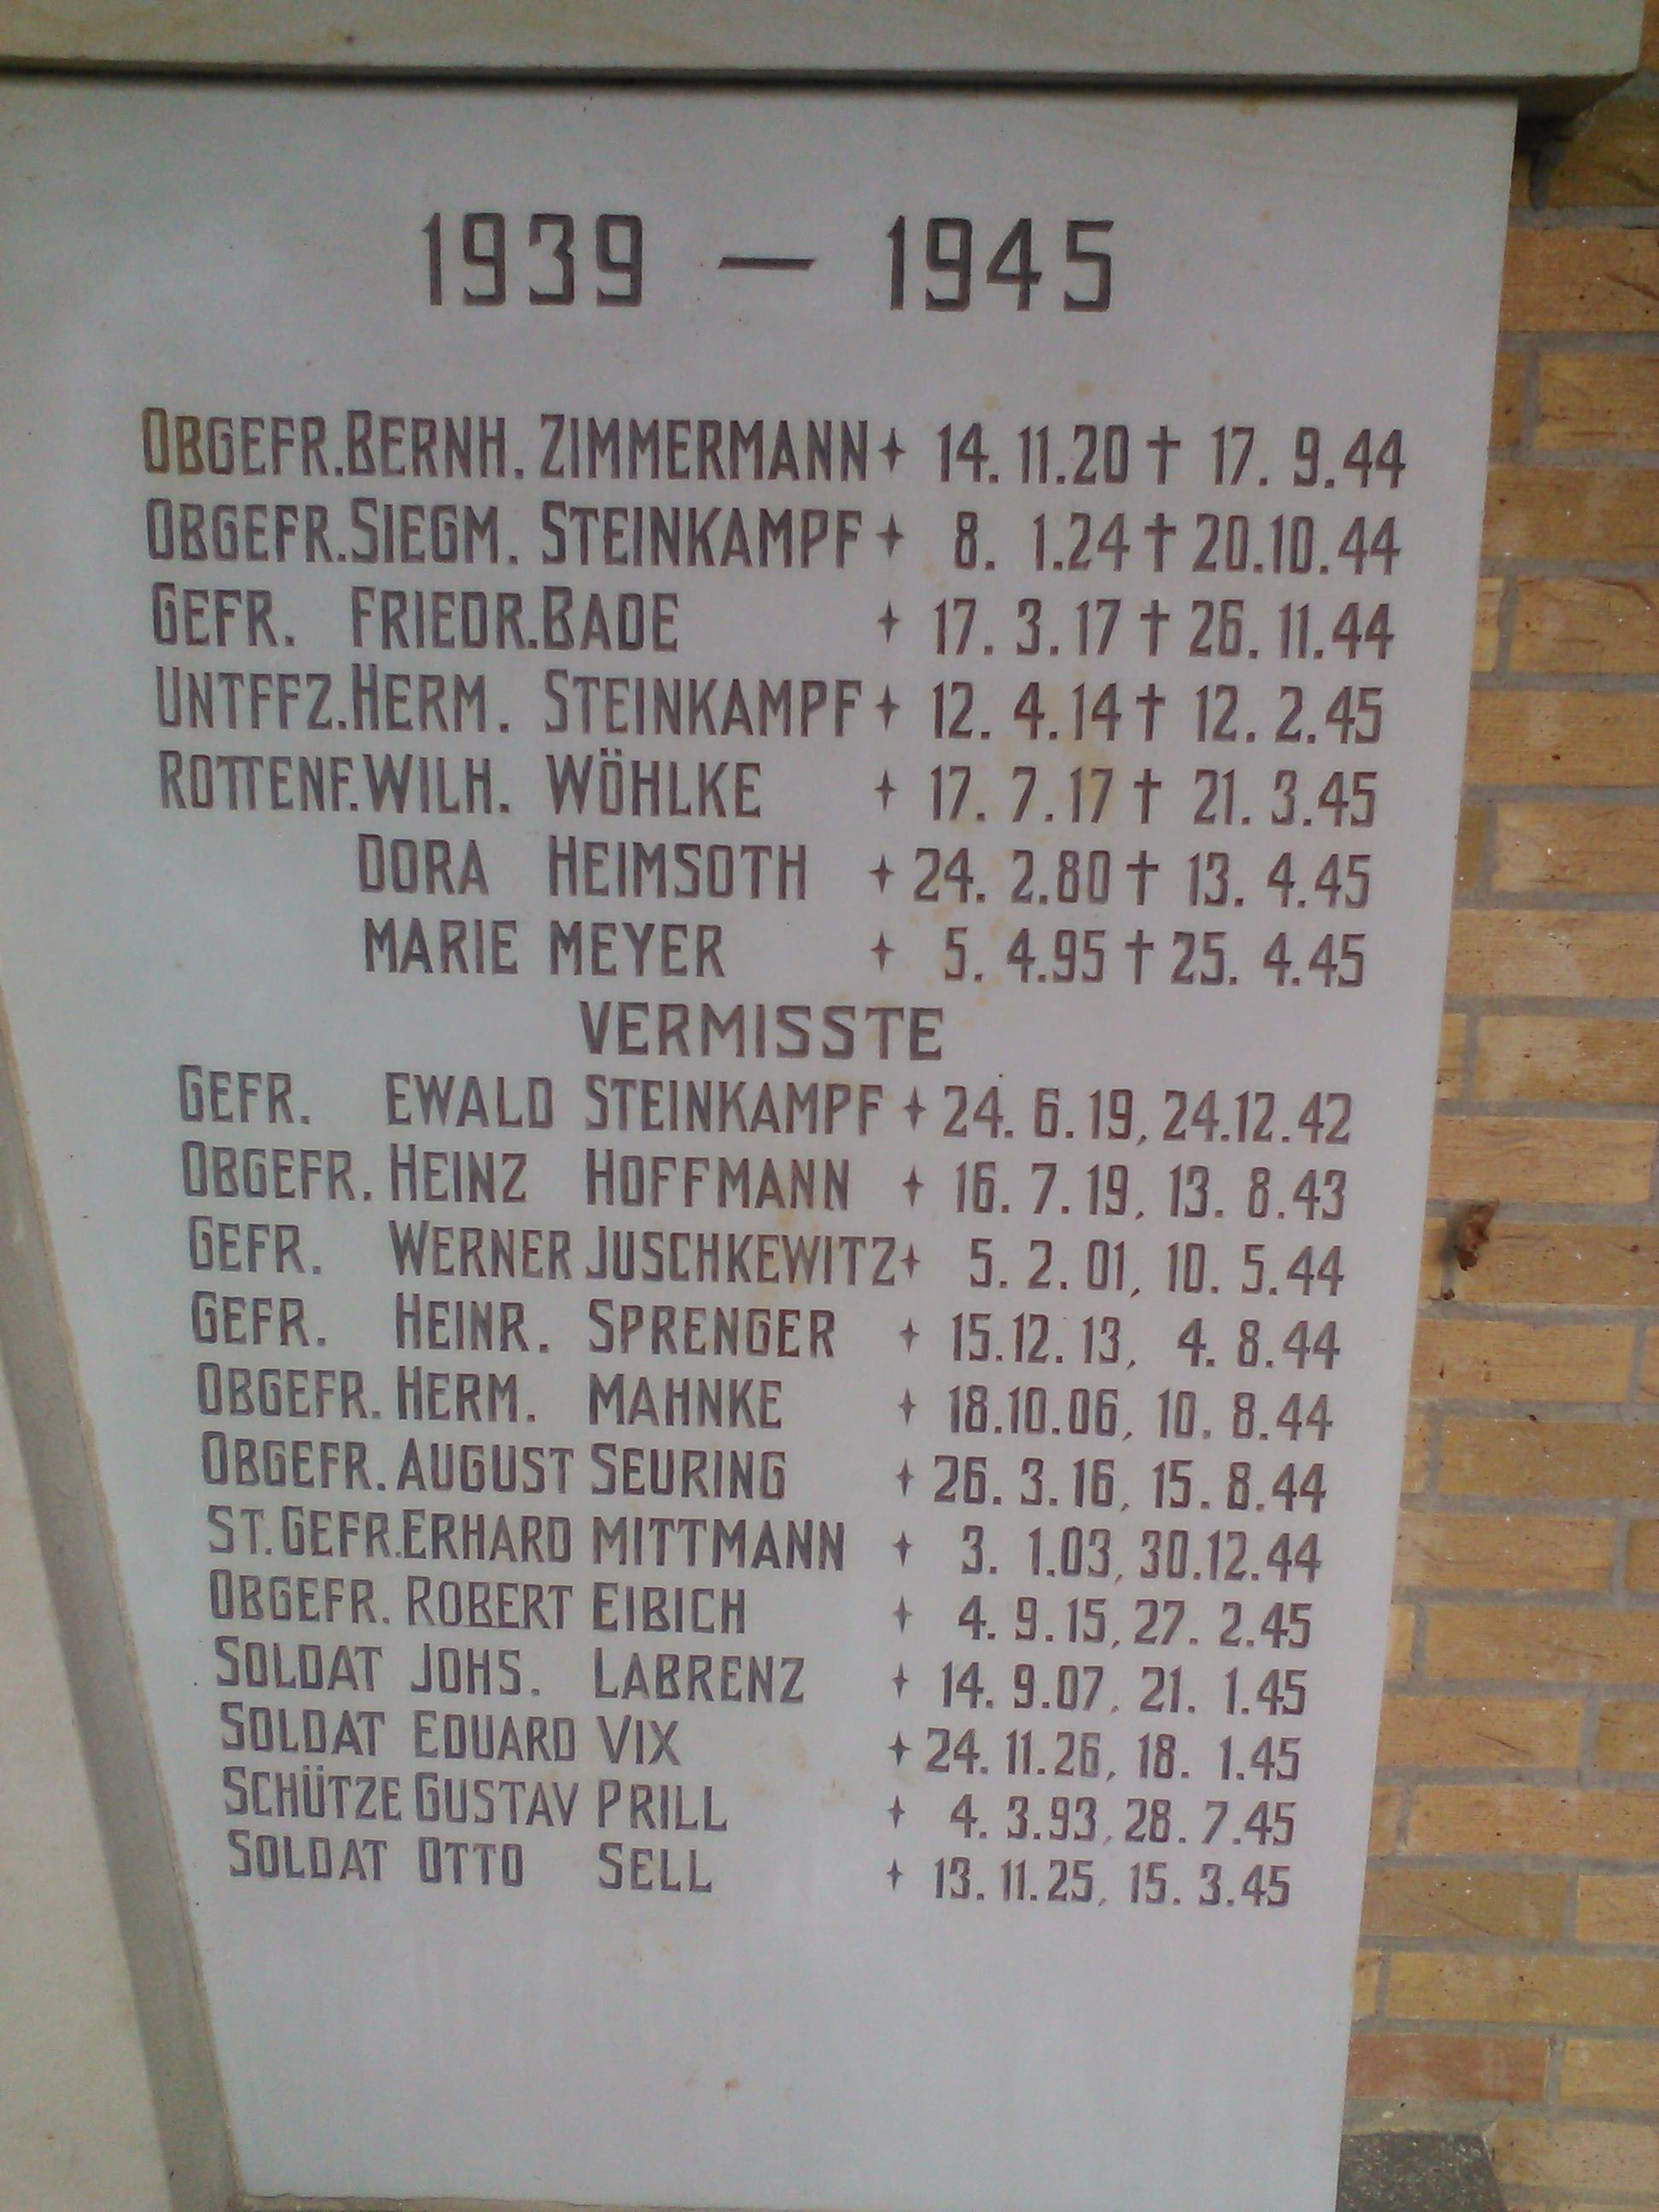 1939 — 1945
OBGEFR. BERNH. ZIMMERMANN ✦ 14. 11. 20 † 17. 9. 44
OBGEFR. SIEGM. STEINKAMPF ✦ 8. 1. 24 † 20. 10. 44
GEFR. FRIEDR. BADE ✦ 17. 3. 17 † 26. 11. 44
UNTFFZ. HERM. STEINKAMPF ✦ 12. 4. 14 † 12. 2. 45
ROTTENF. WILH. WÖHLKE ✦ 17. 7. 17 † 21. 3. 45
DORA HEIMSOTH ✦ 24. 2. 80 † 13. 4. 45
MARIE MEYER ✦ 5. 4. 95 † 25. 4. 45
VERMISSTE
GEFR. EWALD STEINKAMPF ✦ 24. 6. 19, 24. 12. 42
OBGEFR. HEINZ HOFFMANN ✦ 16. 7. 19, 13. 8. 43
GEFR. WERNER JUSCHKEWITZ ✦ 5. 2. 01, 10. 5. 44
GEFR. HEINR. SPRENGER ✦ 15. 12. 13, 4. 8. 44
OBGEFR. HERM. MAHNKE ✦ 18. 10. 06, 10. 8. 44
OBGEFR. AUGUST SEURING ✦ 26. 3. 16, 15. 8. 44
ST. GEFR. ERHARD MITTMANN ✦ 3. 1. 03, 30. 12. 44
OBGEFR. ROBERT EIBICH ✦ 4. 9. 15, 27. 2. 45
SOLDAT JOHS. LABRENZ ✦ 14. 9. 07, 21. 1. 45
SOLDAT EDUARD VIX ✦ 24. 11. 26, 18. 1. 45
SCHÜTZE GUSTAV PRILL ✦ 4. 3. 93, 28. 7. 45
SOLDAT OTTO SELL ✦ 13. 11. 25, 15. 3. 45